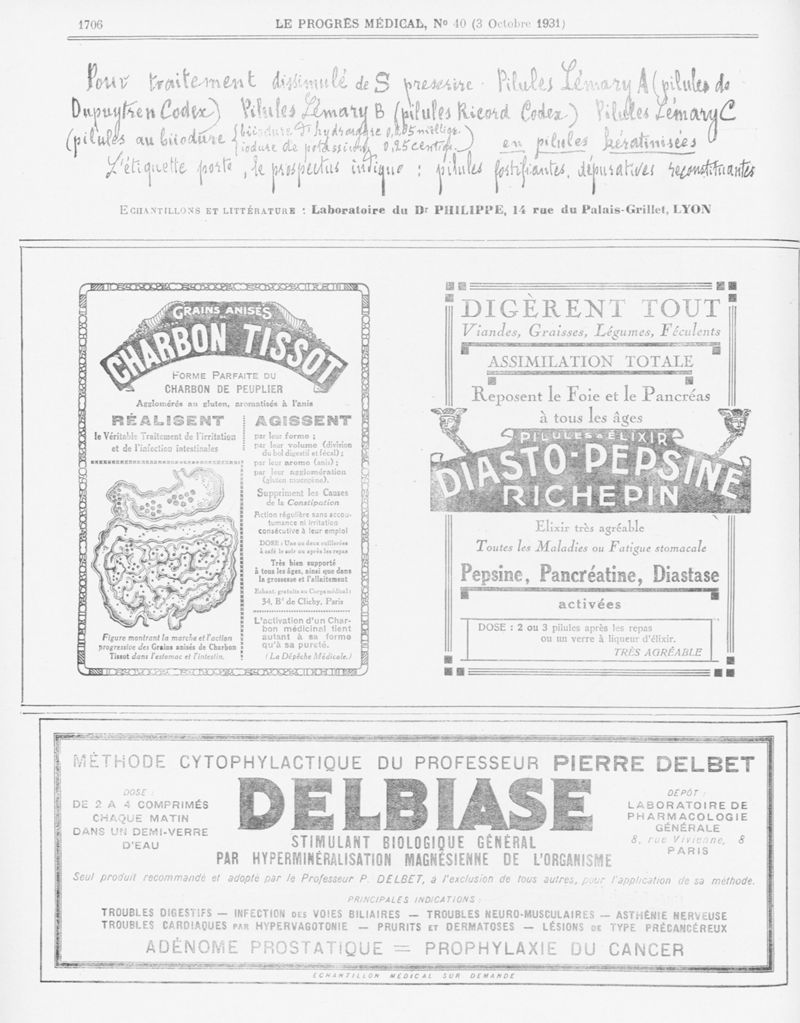 1706
LE PROGRÈS MÉDICAL, No 40 (3 Octobre 1931)
Pour traitement dissimulé de S prescrire Pilules Lémary A (pilules de
Dupuytren Codex) Pilules Lémary B (pilules Ricord Codex) Pilules Lémary C
(pilules au biiodure {biiodure d'hydrargyre 0,005 millig.
iodure de potassium 0,25 centig.) en pilules kératinisées
L'étiquette porte, le prospectus indique : pilules fortifiantes, dépuratives reconstituantes
ECHANTILLONS ET LITTÉRATURE : Laboratoire du Dr PHILIPPE, 14 rue du Palais-Grillet, LYON
GRAINS ANISÉS
CHARBON TISSOT
FORME PARFAITE DU
CHARBON DE PEUPLIER
Agglomérés au gluten, aromatisés à l'anis
RÉALISENT
le Véritable Traitement de l'irritation
et de l'infection intestinales
Figure montrant la marche et l'action
progressive des Grains anisés de Charbon
Tissot dans l'estomac et l'intestin.
AGISSENT
par leur forme ;
par leur volume (division
du bol digestif et fécal) ;
par leur arome (anis) ;
par leur agglomération
(gluten mucogène).
Suppriment les Causes
de la Constipation
Action régulière sans accou-
tumance ni irritation
consécutive à leur emploi
DOSE : Une ou deux cuillerées
à café le soir ou après les repas
Très bien supporté
à tous les âges, ainsi que dans
la grossesse et l'allaitement
Echant. gratuits au Corps médical :
34, Bd de Clichy, Paris
L'activation d'un Char-
bon médicinal tient
autant à sa forme
qu'à sa pureté.
(La Dépêche Médicale.)
DIGÈRENT TOUT
Viandes, Graisses, Légumes, Féculents
ASSIMILATION TOTALE
Reposent le Foie et le Pancréas
à tous les âges
PILULES & ÉLIXIR
DIASTO-PEPSINE
RICHEPIN
Elixir très agréable
Toutes les Maladies ou Fatigue stomacale
Pepsine, Pancréatine, Diastase
activées
DOSE : 2 ou 3 pilules après les repas
ou un verre à liqueur d'élixir.
TRÈS AGRÉABLE
MÉTHODE CYTOPHYLACTIQUE DU PROFESSEUR PIERRE DELBET
DELBIASE
DOSE :
DE 2 A 4 COMPRIMÉS
CHAQUE MATIN
DANS UN DEMI-VERRE
D'EAU
STIMULANT BIOLOGIQUE GÉNÉRAL
PAR HYPERMINÉRALISATION MAGNÉSIENNE DE L'ORGANISME
DÉPÔT :
LABORATOIRE DE
PHARMACOLOGIE
GÉNÉRALE
8, rue Vivienne, 8
PARIS
Seul produit recommandé et adopté par le Professeur P. DELBET, à l'exclusion de tous autres, pour l'application de sa méthode.
PRINCIPALES INDICATIONS :
TROUBLES DIGESTIFS — INFECTION DES VOIES BILIAIRES — TROUBLES NEURO-MUSCULAIRES — ASTHÉNIE NERVEUSE
TROUBLES CARDIAQUES PAR HYPERVAGOTONIE — PRURITS ET DERMATOSES — LÉSIONS DE TYPE PRÉCANCÉREUX
ADÉNOME PROSTATIQUE = PROPHYLAXIE DU CANCER
ÉCHANTILLON MÉDICAL SUR DEMANDE